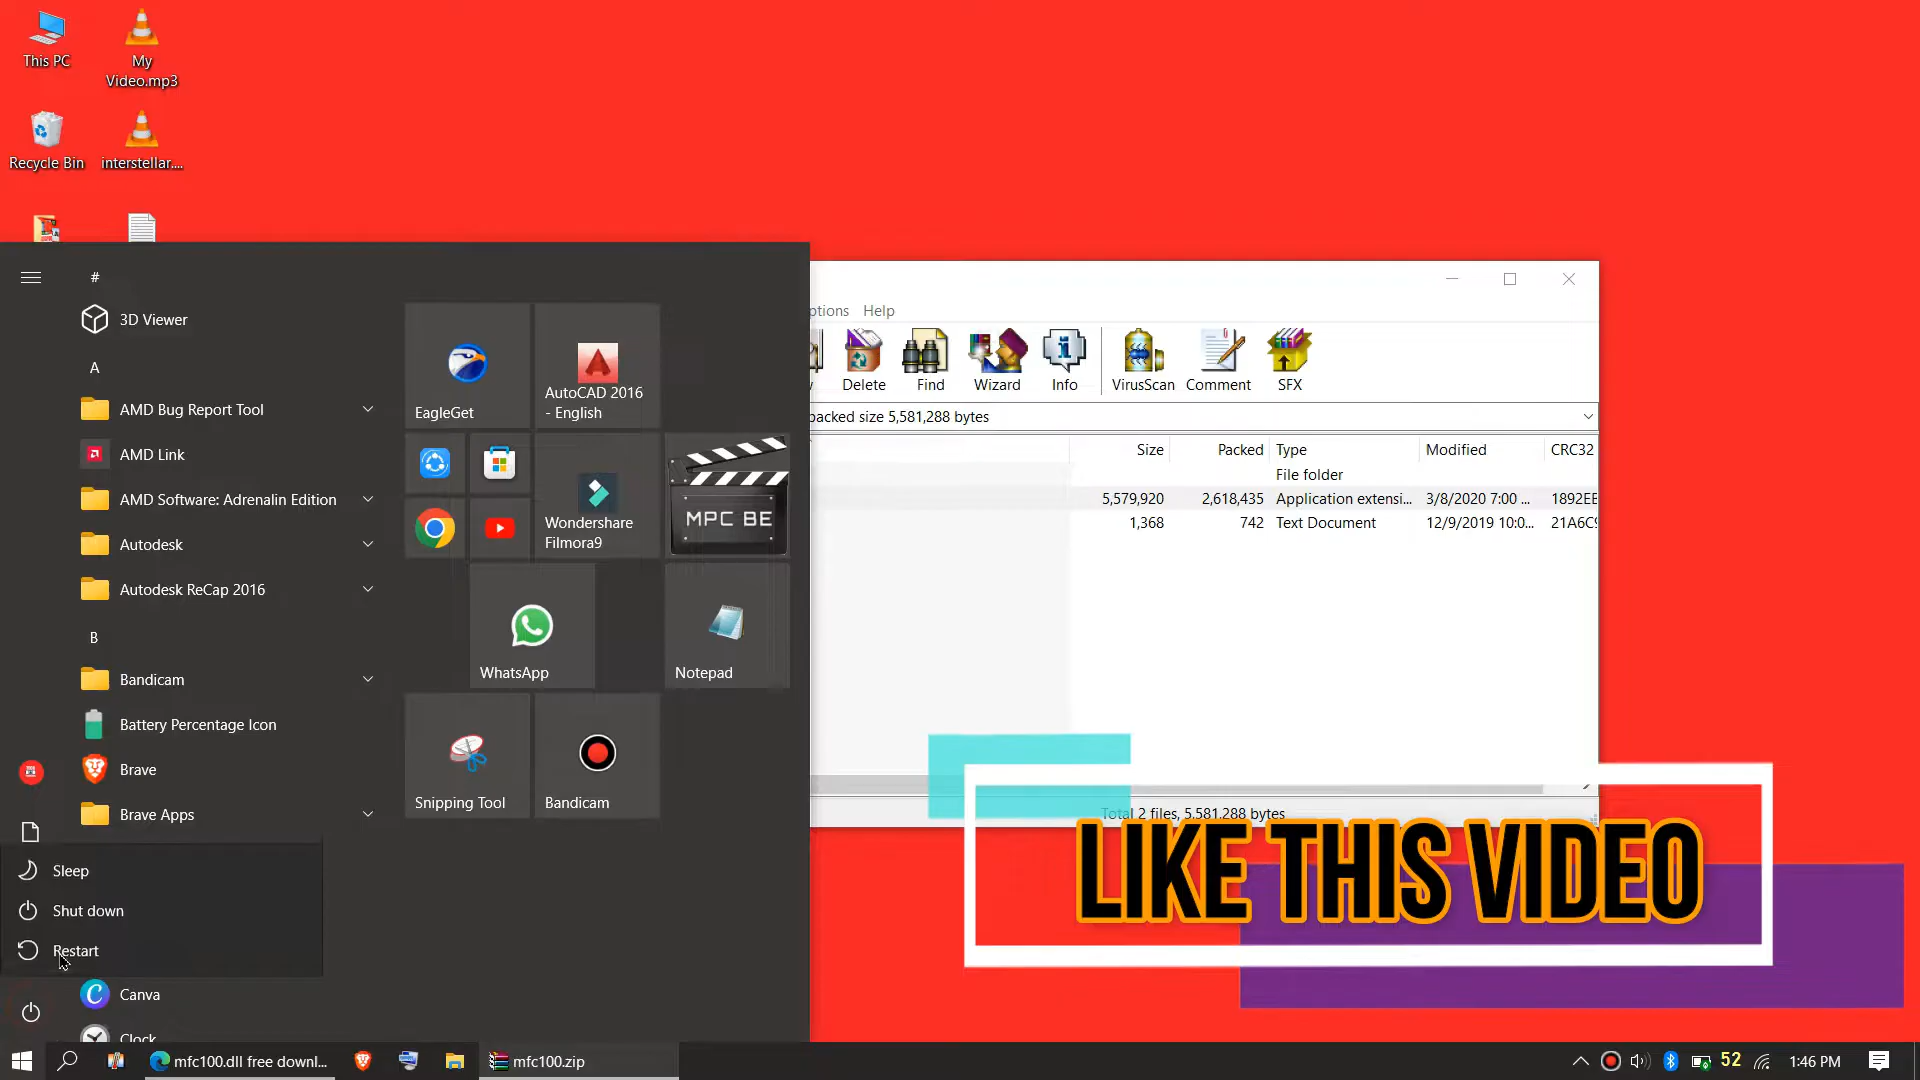 This PC
My
Video.mp3
Recycle Bin
interstellar....
#
3D Viewer
A
AMD Bug Report Tool
AMD Link
AMD Software: Adrenalin Edition
Autodesk
Autodesk ReCap 2016
B
Bandicam
Battery Percentage Icon
Brave
Brave Apps
Sleep
Shut down
Restart
Canva
Clock
EagleGet
AutoCAD 2016
- English
Wondershare
Filmora9
MPC BE
WhatsApp
Notepad
Snipping Tool
Bandicam
ptions Help
Delete Find Wizard Info VirusScan Comment SFX
packed size 5,581,288 bytes
Size Packed Type Modified CRC32
File folder
5,579,920 2,618,435 Application extensi... 3/8/2020 7:00 ... 1892EE
1,368 742 Text Document 12/9/2019 10:0... 21A6C9
Total 2 files, 5,581,288 bytes
LIKE THIS VIDEO
mfc100.dll free downl...
mfc100.zip
52
1:46 PM